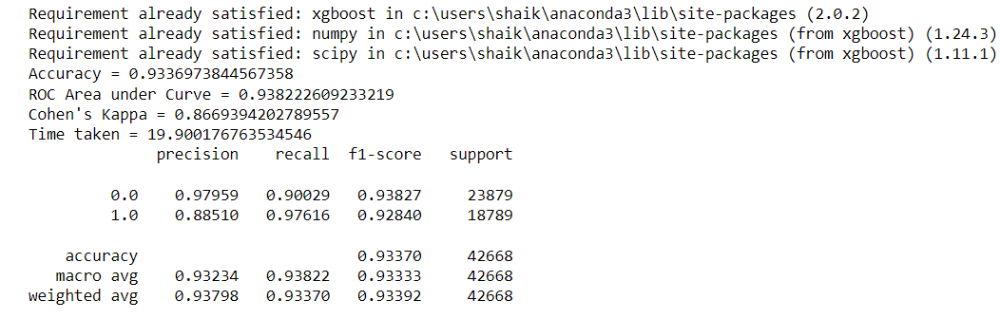 Requirement already satisfied: xgboost in c:\users\shaik\anaconda3\lib\site-packages (2.0.2)
Requirement already satisfied: numpy in c:\users\shaik\anaconda3\lib\site-packages (from xgboost) (1.24.3)
Requirement already satisfied: scipy in c:\users\shaik\anaconda3\lib\site-packages (from xgboost) (1.11.1)
Accuracy = 0.9336973844567358
ROC Area under Curve = 0.938222609233219
Cohen's Kappa = 0.8669394202789557
Time taken = 19.900176763534546
precision recall f1-score support
0.0 0.97959 0.90029 0.93827 23879
1.0 0.88510 0.97616 0.92840 18789
accuracy 0.93370 42668
macro avg 0.93234 0.93822 0.93333 42668
weighted avg 0.93798 0.93370 0.93392 42668